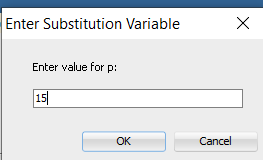 Enter Substitution Variable
Enter value for p:
15
OK
Cancel